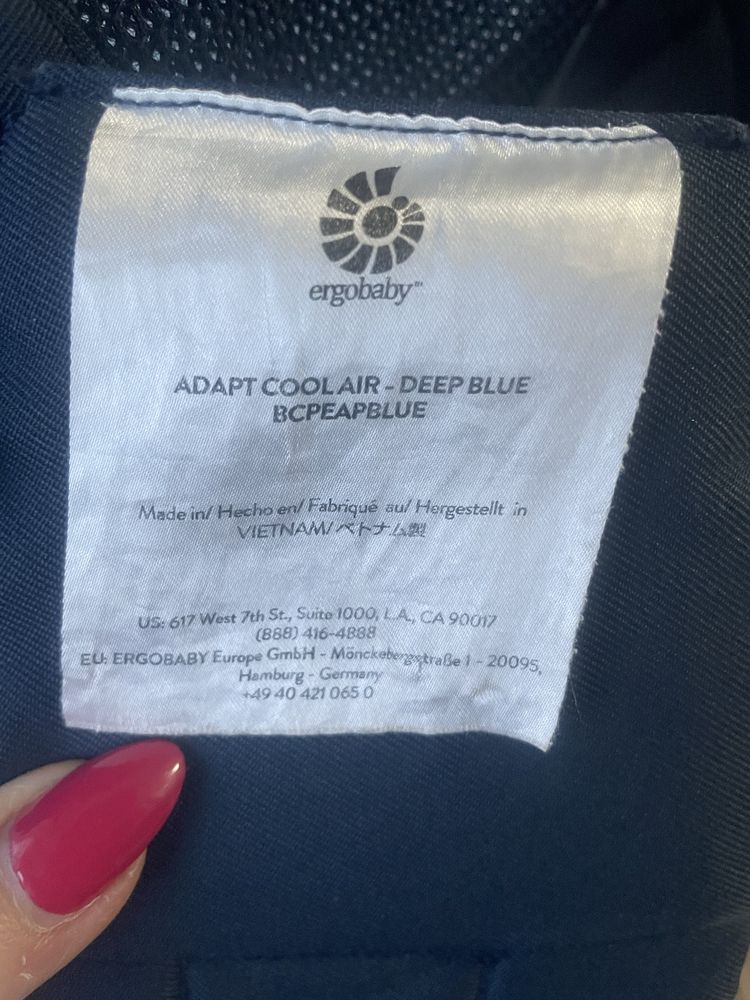 ergobaby™
ADAPT COOL AIR - DEEP BLUE
BCPEAPBLUE
Made in/ Hecho en/ Fabriqué au/ Hergestellt in
VIETNAM/ベトナム製
US: 617 West 7th St., Suite 1000, L.A., CA 90017
(888) 416-4888
EU: ERGOBABY Europe GmbH - Mönckebergstraße 1 - 20095,
Hamburg - Germany
+49 40 421 065 0